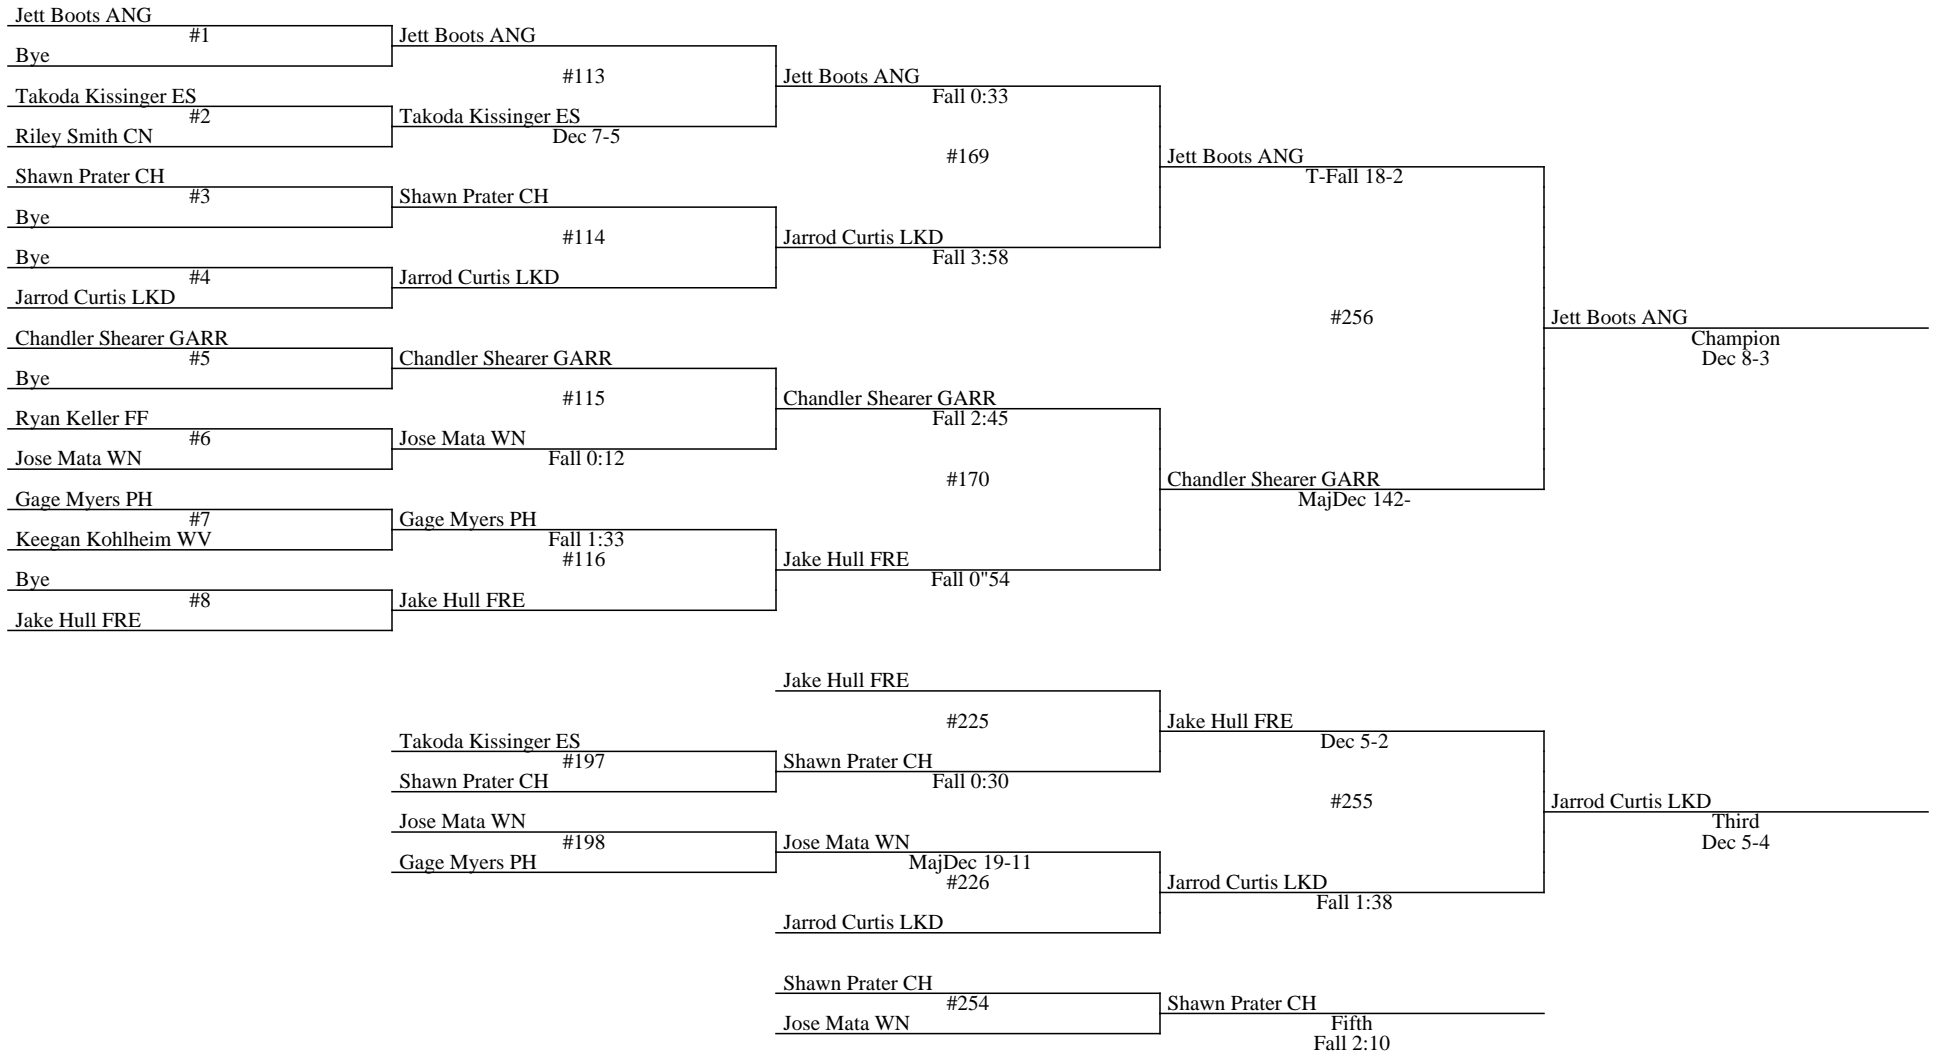 Jett Boots ANG
#1
Bye
Takoda Kissinger ES
#2
Riley Smith CN
Shawn Prater CH
#3
Bye
Bye
#4
Jarrod Curtis LKD
Chandler Shearer GARR
#5
Bye
Ryan Keller FF
#6
Jose Mata WN
Gage Myers PH
#7
Keegan Kohlheim WV
Bye
#8
Jake Hull FRE
Jett Boots ANG
#113
Takoda Kissinger ES
Dec 7-5
Shawn Prater CH
#114
Jarrod Curtis LKD
Chandler Shearer GARR
#115
Jose Mata WN
Fall 0:12
Gage Myers PH
Fall 1:33
#116
Jake Hull FRE
Jett Boots ANG
Fall 0:33
#169
Jarrod Curtis LKD
Fall 3:58
Chandler Shearer GARR
Fall 2:45
#170
Jake Hull FRE
Fall 0"54
Jett Boots ANG
T-Fall 18-2
#256
Chandler Shearer GARR
MajDec 142-
Jett Boots ANG
Champion
Dec 8-3
Takoda Kissinger ES
#197
Shawn Prater CH
Jose Mata WN
#198
Gage Myers PH
Jake Hull FRE
#225
Shawn Prater CH
Fall 0:30
Jose Mata WN
MajDec 19-11
#226
Jarrod Curtis LKD
Jake Hull FRE
Dec 5-2
#255
Jarrod Curtis LKD
Fall 1:38
Jarrod Curtis LKD
Third
Dec 5-4
Shawn Prater CH
#254
Jose Mata WN
Shawn Prater CH
Fifth
Fall 2:10